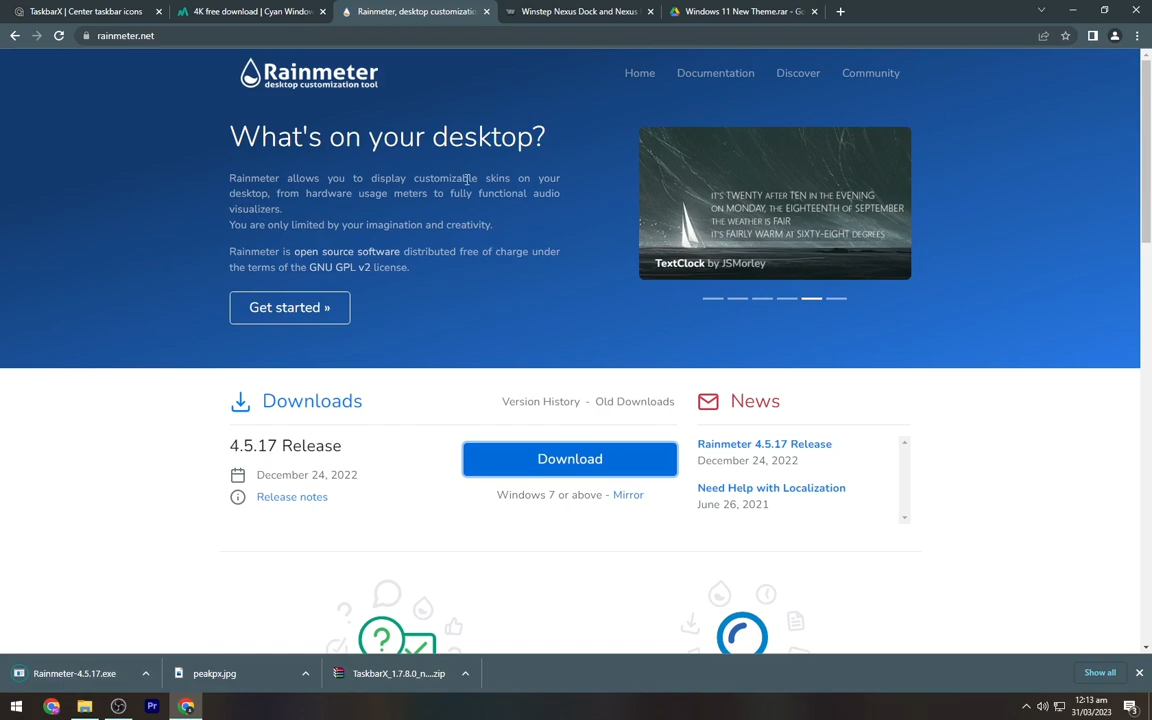 TaskbarX | Center taskbar icons
4K free download | Cyan Window
Rainmeter, desktop customizatio
Winstep Nexus Dock and Nexus
Windows 11 New Theme.rar - Go
rainmeter.net
Rainmeter
desktop customization tool
Home
Documentation
Discover
Community
What's on your desktop?
Rainmeter allows you to display customizable skins on your
desktop, from hardware usage meters to fully functional audio
visualizers.
You are only limited by your imagination and creativity.
Rainmeter is open source software distributed free of charge under
the terms of the GNU GPL v2 license.
Get started »
IT'S TWENTY AFTER TEN IN THE EVENING
ON MONDAY, THE EIGHTEENTH OF SEPTEMBER
THE WEATHER IS FAIR
IT'S FAIRLY WARM AT SIXTY-EIGHT DEGREES
TextClock by JSMorley
Downloads
Version History - Old Downloads
4.5.17 Release
December 24, 2022
Release notes
Download
Windows 7 or above - Mirror
News
Rainmeter 4.5.17 Release
December 24, 2022
Need Help with Localization
June 26, 2021
Rainmeter-4.5.17.exe
peakpx.jpg
TaskbarX_1.7.8.0_n....zip
Show all
Pr
12:13 am
31/03/2023
3